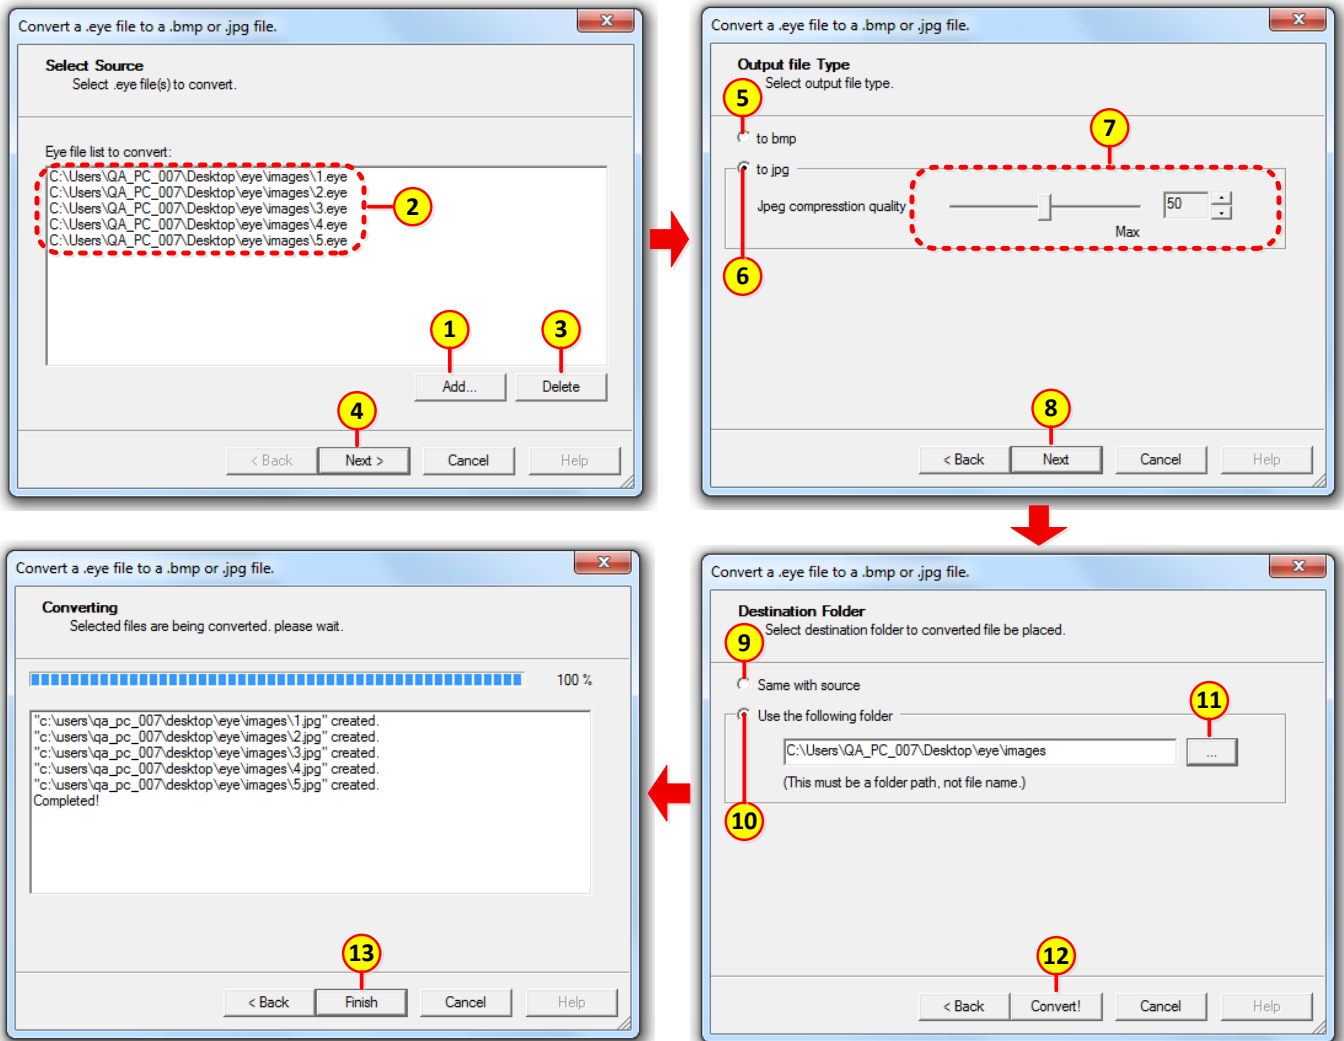 Convert a .eye file to a .bmp or .jpg file.
x
Select Source
Select .eye file(s) to convert.
Eye file list to convert:
C:\Users\QA_PC_007\Desktop\eye\images\1.eye
C:\Users\QA_PC_007\Desktop\eye\images\2.eye
C:\Users\QA_PC_007\Desktop\eye\images\3.eye
C:\Users\QA_PC_007\Desktop\eye\images\4.eye
C:\Users\QA_PC_007\Desktop\eye\images\5.eye
2
1
3
Add...
Delete
4
< Back
Next >
Cancel
Help
Convert a .eye file to a .bmp or .jpg file.
x
Output file Type
Select output file type.
5
to bmp
7
to jpg
Jpeg compresstion quality
50
Max
6
8
< Back
Next
Cancel
Help
Convert a .eye file to a .bmp or .jpg file.
x
Destination Folder
Select destination folder to converted file be placed.
9
Same with source
11
Use the following folder
C:\Users\QA_PC_007\Desktop\eye\images
...
(This must be a folder path, not file name.)
10
12
< Back
Convert!
Cancel
Help
Convert a .eye file to a .bmp or .jpg file.
x
Converting
Selected files are being converted. please wait.
100 %
"c:\users\qa_pc_007\desktop\eye\images\1.jpg" created.
"c:\users\qa_pc_007\desktop\eye\images\2.jpg" created.
"c:\users\qa_pc_007\desktop\eye\images\3.jpg" created.
"c:\users\qa_pc_007\desktop\eye\images\4.jpg" created.
"c:\users\qa_pc_007\desktop\eye\images\5.jpg" created.
Completed!
13
< Back
Finish
Cancel
Help